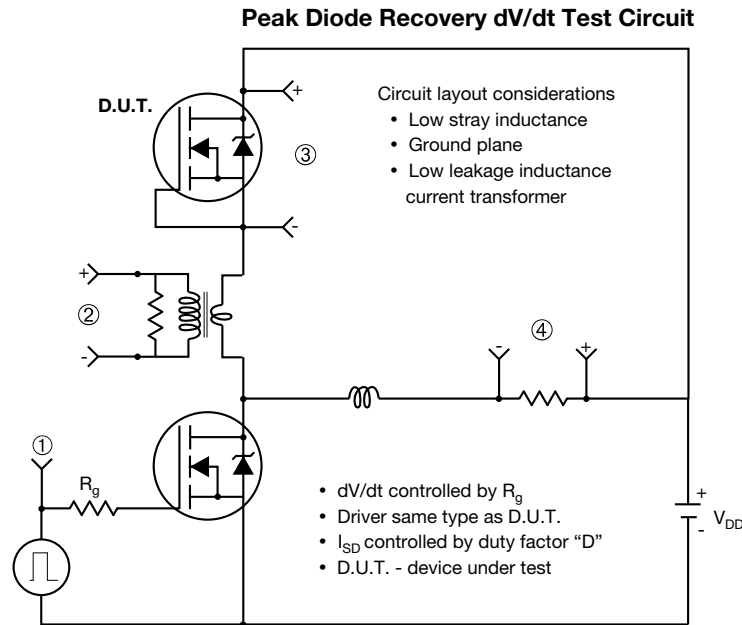 Peak Diode Recovery dV/dt Test Circuit
D.U.T.
+
-
③
Circuit layout considerations
• Low stray inductance
• Ground plane
• Low leakage inductance
current transformer
+
②
-
-
④
+
①
Rg
• dV/dt controlled by Rg
• Driver same type as D.U.T.
• ISD controlled by duty factor “D”
• D.U.T. - device under test
+
-
VDD